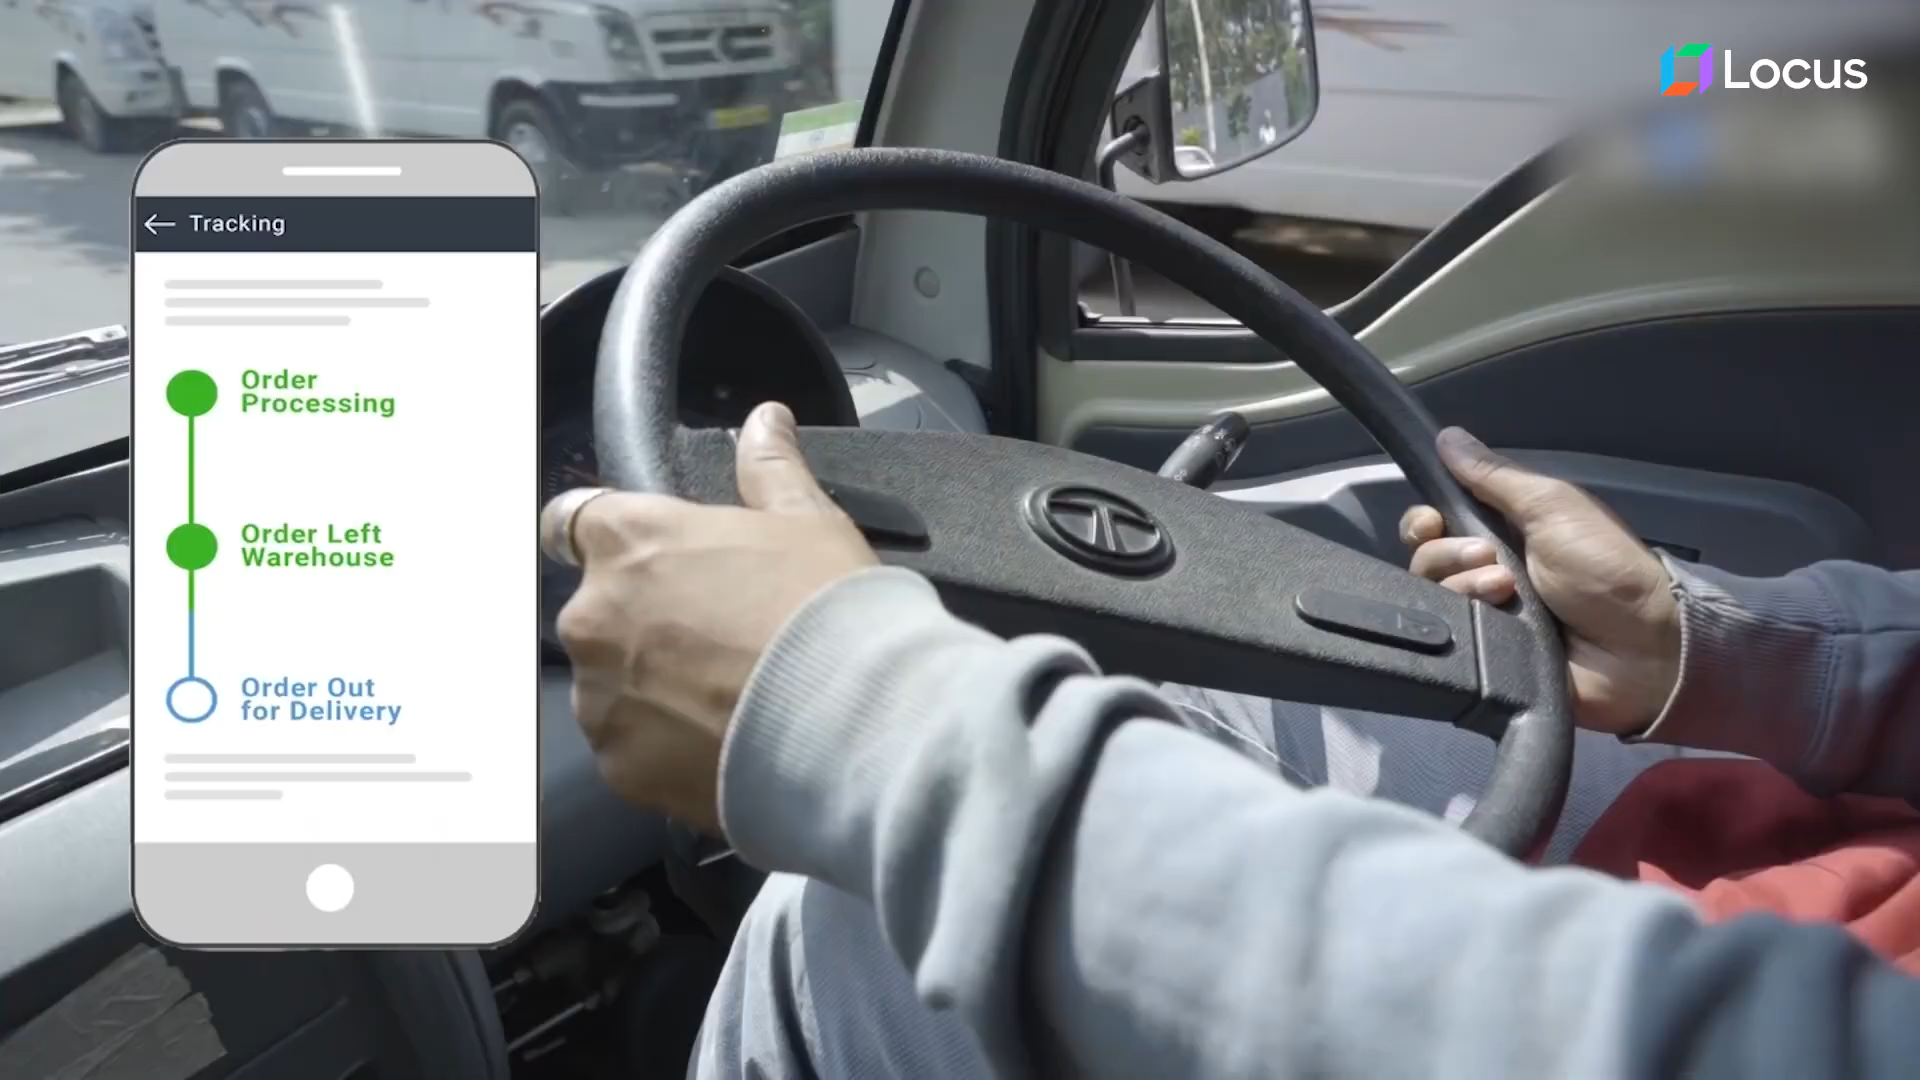 Locus
Tracking
Order
Processing
Order Left
Warehouse
Order Out
for Delivery